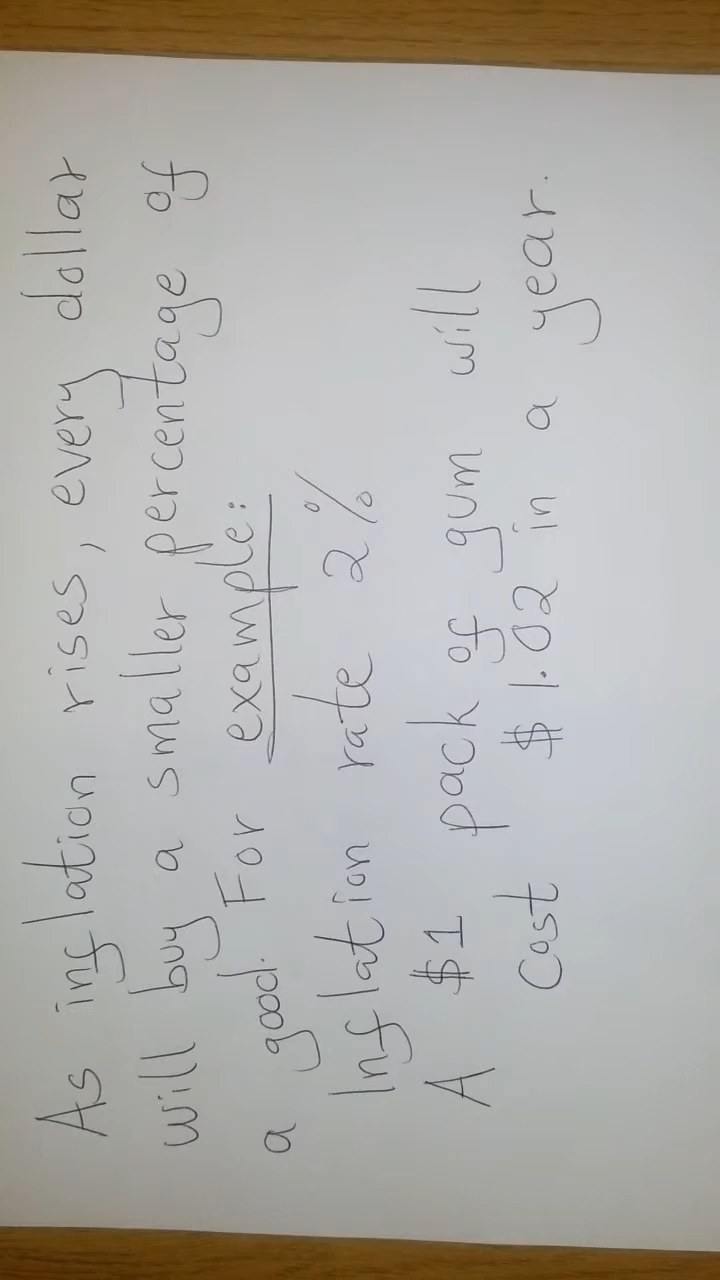 As inflation rises, every dollar
will buy a smaller percentage of
a good. For example:
Inflation rate 2%
A $1 pack of gum will
cost $1.02 in a year.